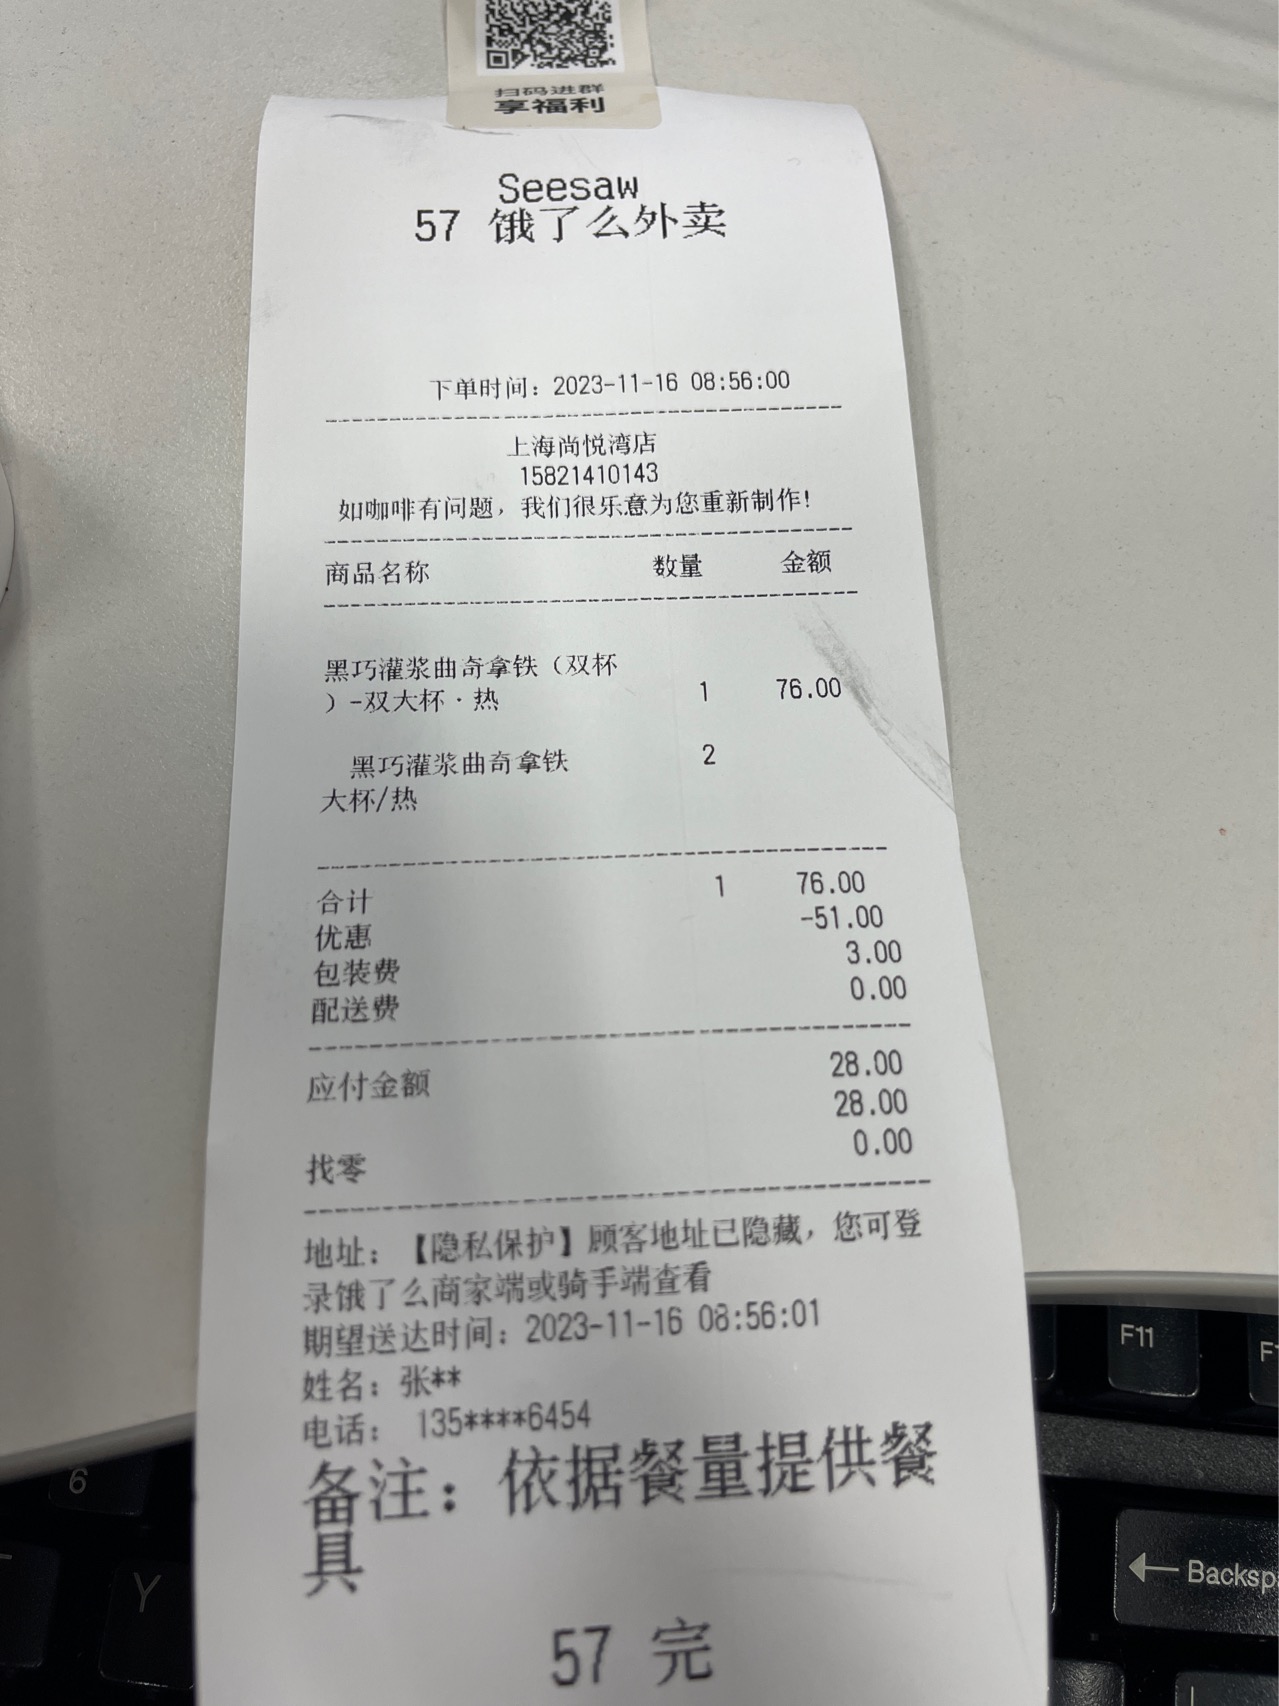 扫码进群
享福利
Seesaw
57 饿了么外卖
下单时间：2023-11-16 08:56:00
上海尚悦湾店
15821410143
如咖啡有问题，我们很乐意为您重新制作！
商品名称 数量 金额
黑巧灌浆曲奇拿铁（双杯
）-双大杯·热 1 76.00
黑巧灌浆曲奇拿铁 2
大杯/热
合计 1 76.00
优惠 -51.00
包装费 3.00
配送费 0.00
应付金额 28.00
28.00
找零 0.00
地址：【隐私保护】顾客地址已隐藏，您可登
录饿了么商家端或骑手端查看
期望送达时间：2023-11-16 08:56:01
姓名：张**
电话： 135****6454
备注：依据餐量提供餐
具
57 完
F11
6
Y
← Backsp